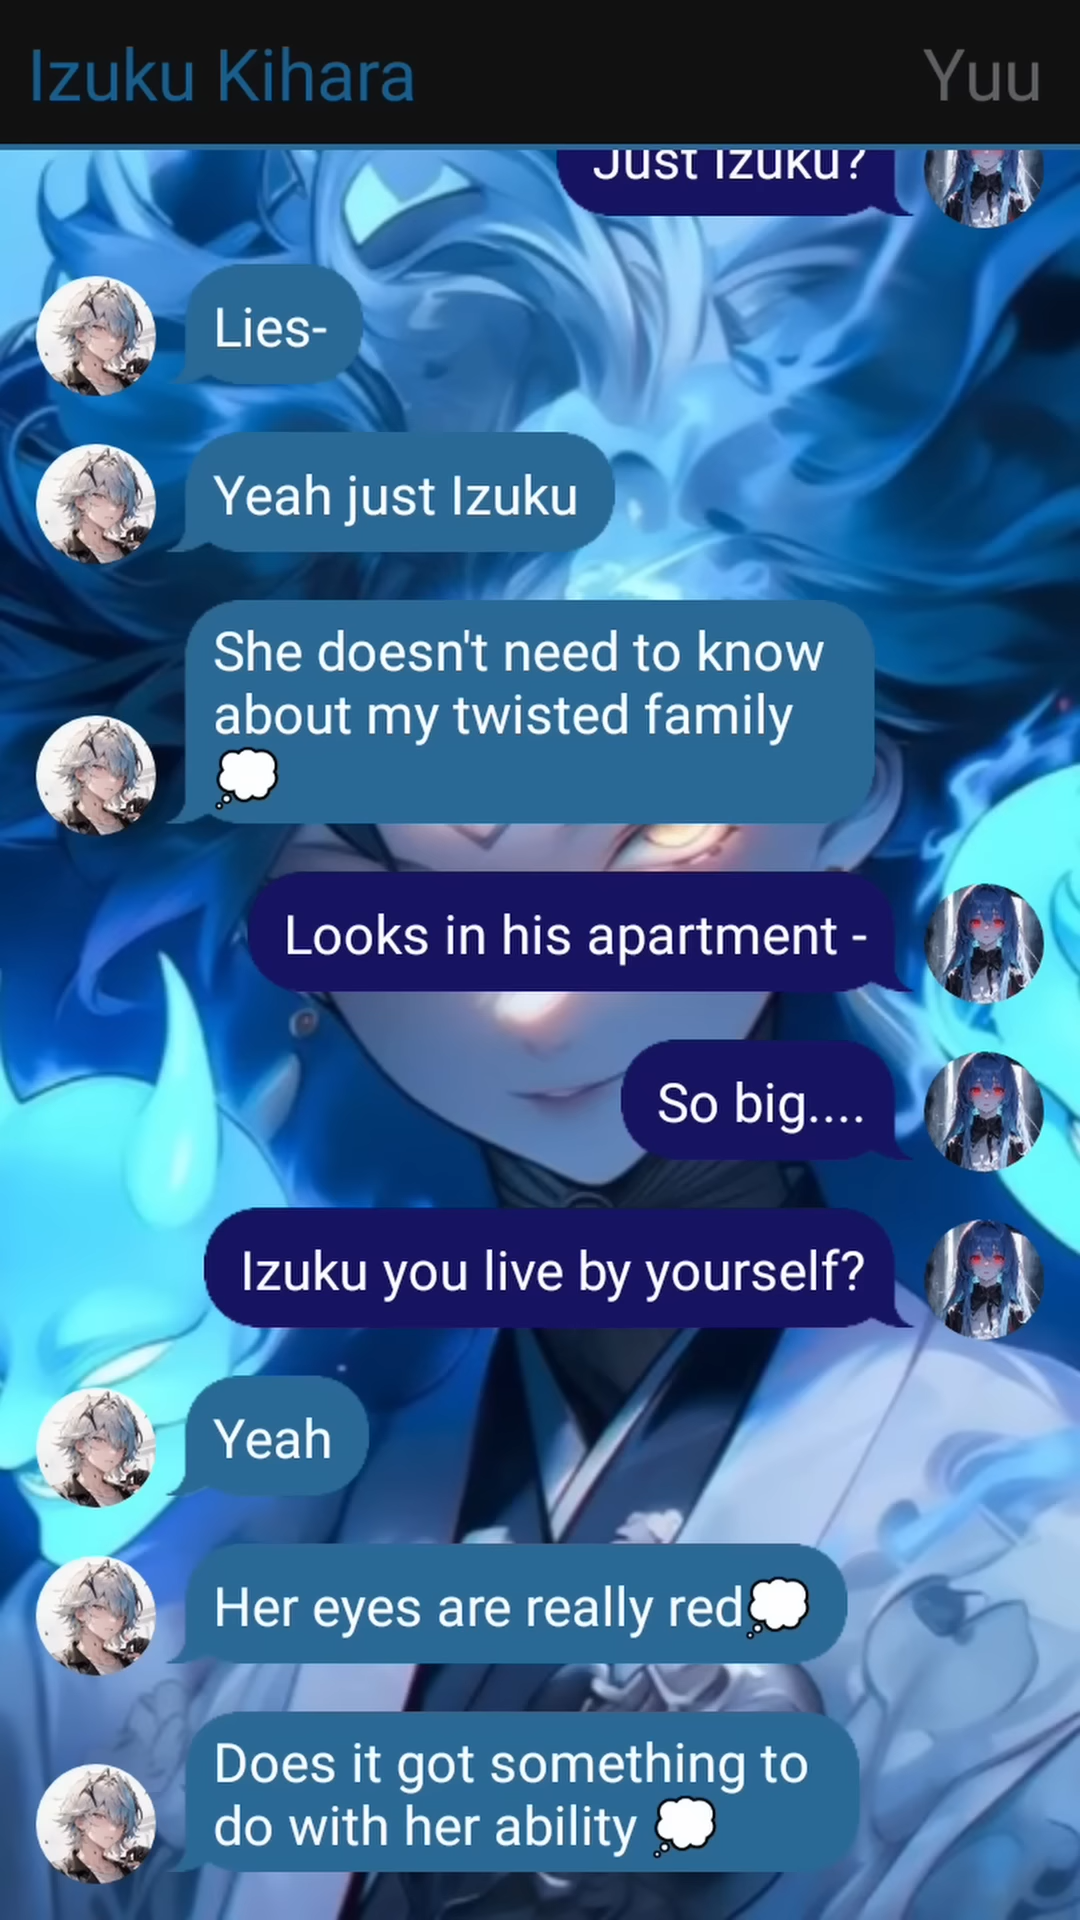 Izuku Kihara
Yuu
Just Izuku?
Lies-
Yeah just Izuku
She doesn't need to know
about my twisted family
💭
Looks in his apartment -
So big....
Izuku you live by yourself?
Yeah
Her eyes are really red💭
Does it got something to
do with her ability 💭